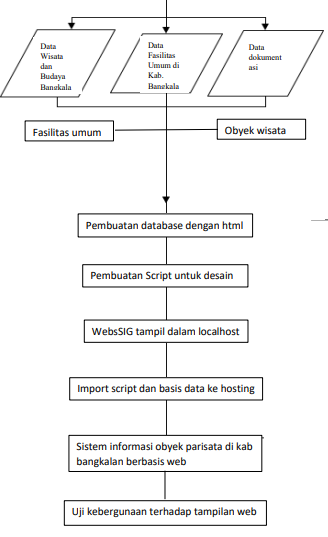 Data
Wisata
dan
Budaya
Bangkala
Data
Fasilitas
Umum di
Kab.
Bangkala
Data
dokument
asi
Fasilitas umum
Obyek wisata
Pembuatan database dengan html
Pembuatan Script untuk desain
WebsSIG tampil dalam localhost
Import script dan basis data ke hosting
Sistem informasi obyek parisata di kab
bangkalan berbasis web
Uji kebergunaan terhadap tampilan web